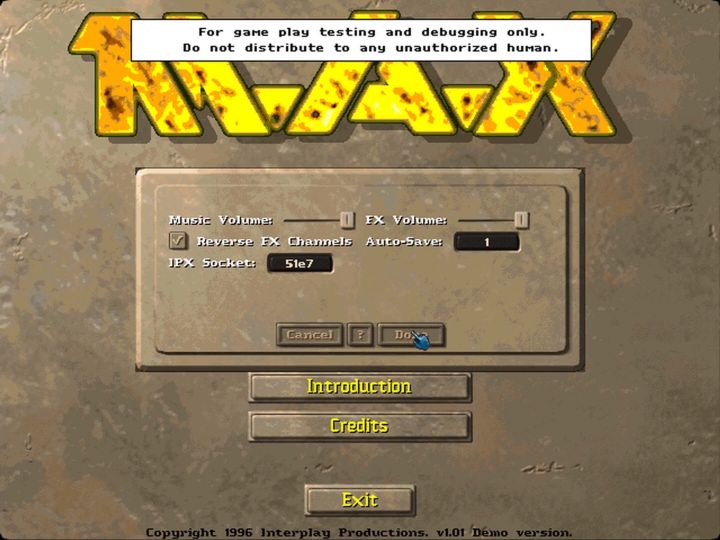 For game play testing and debugging only.
Do not distribute to any unauthorized human.
M.A.X
Music Volume: FX Volume:
Reverse FX Channels Auto-Save: 1
IPX Socket: 51e7
Cancel ? Done
Introduction
Credits
Exit
Copyright 1996 Interplay Productions. v1.01 Demo version.